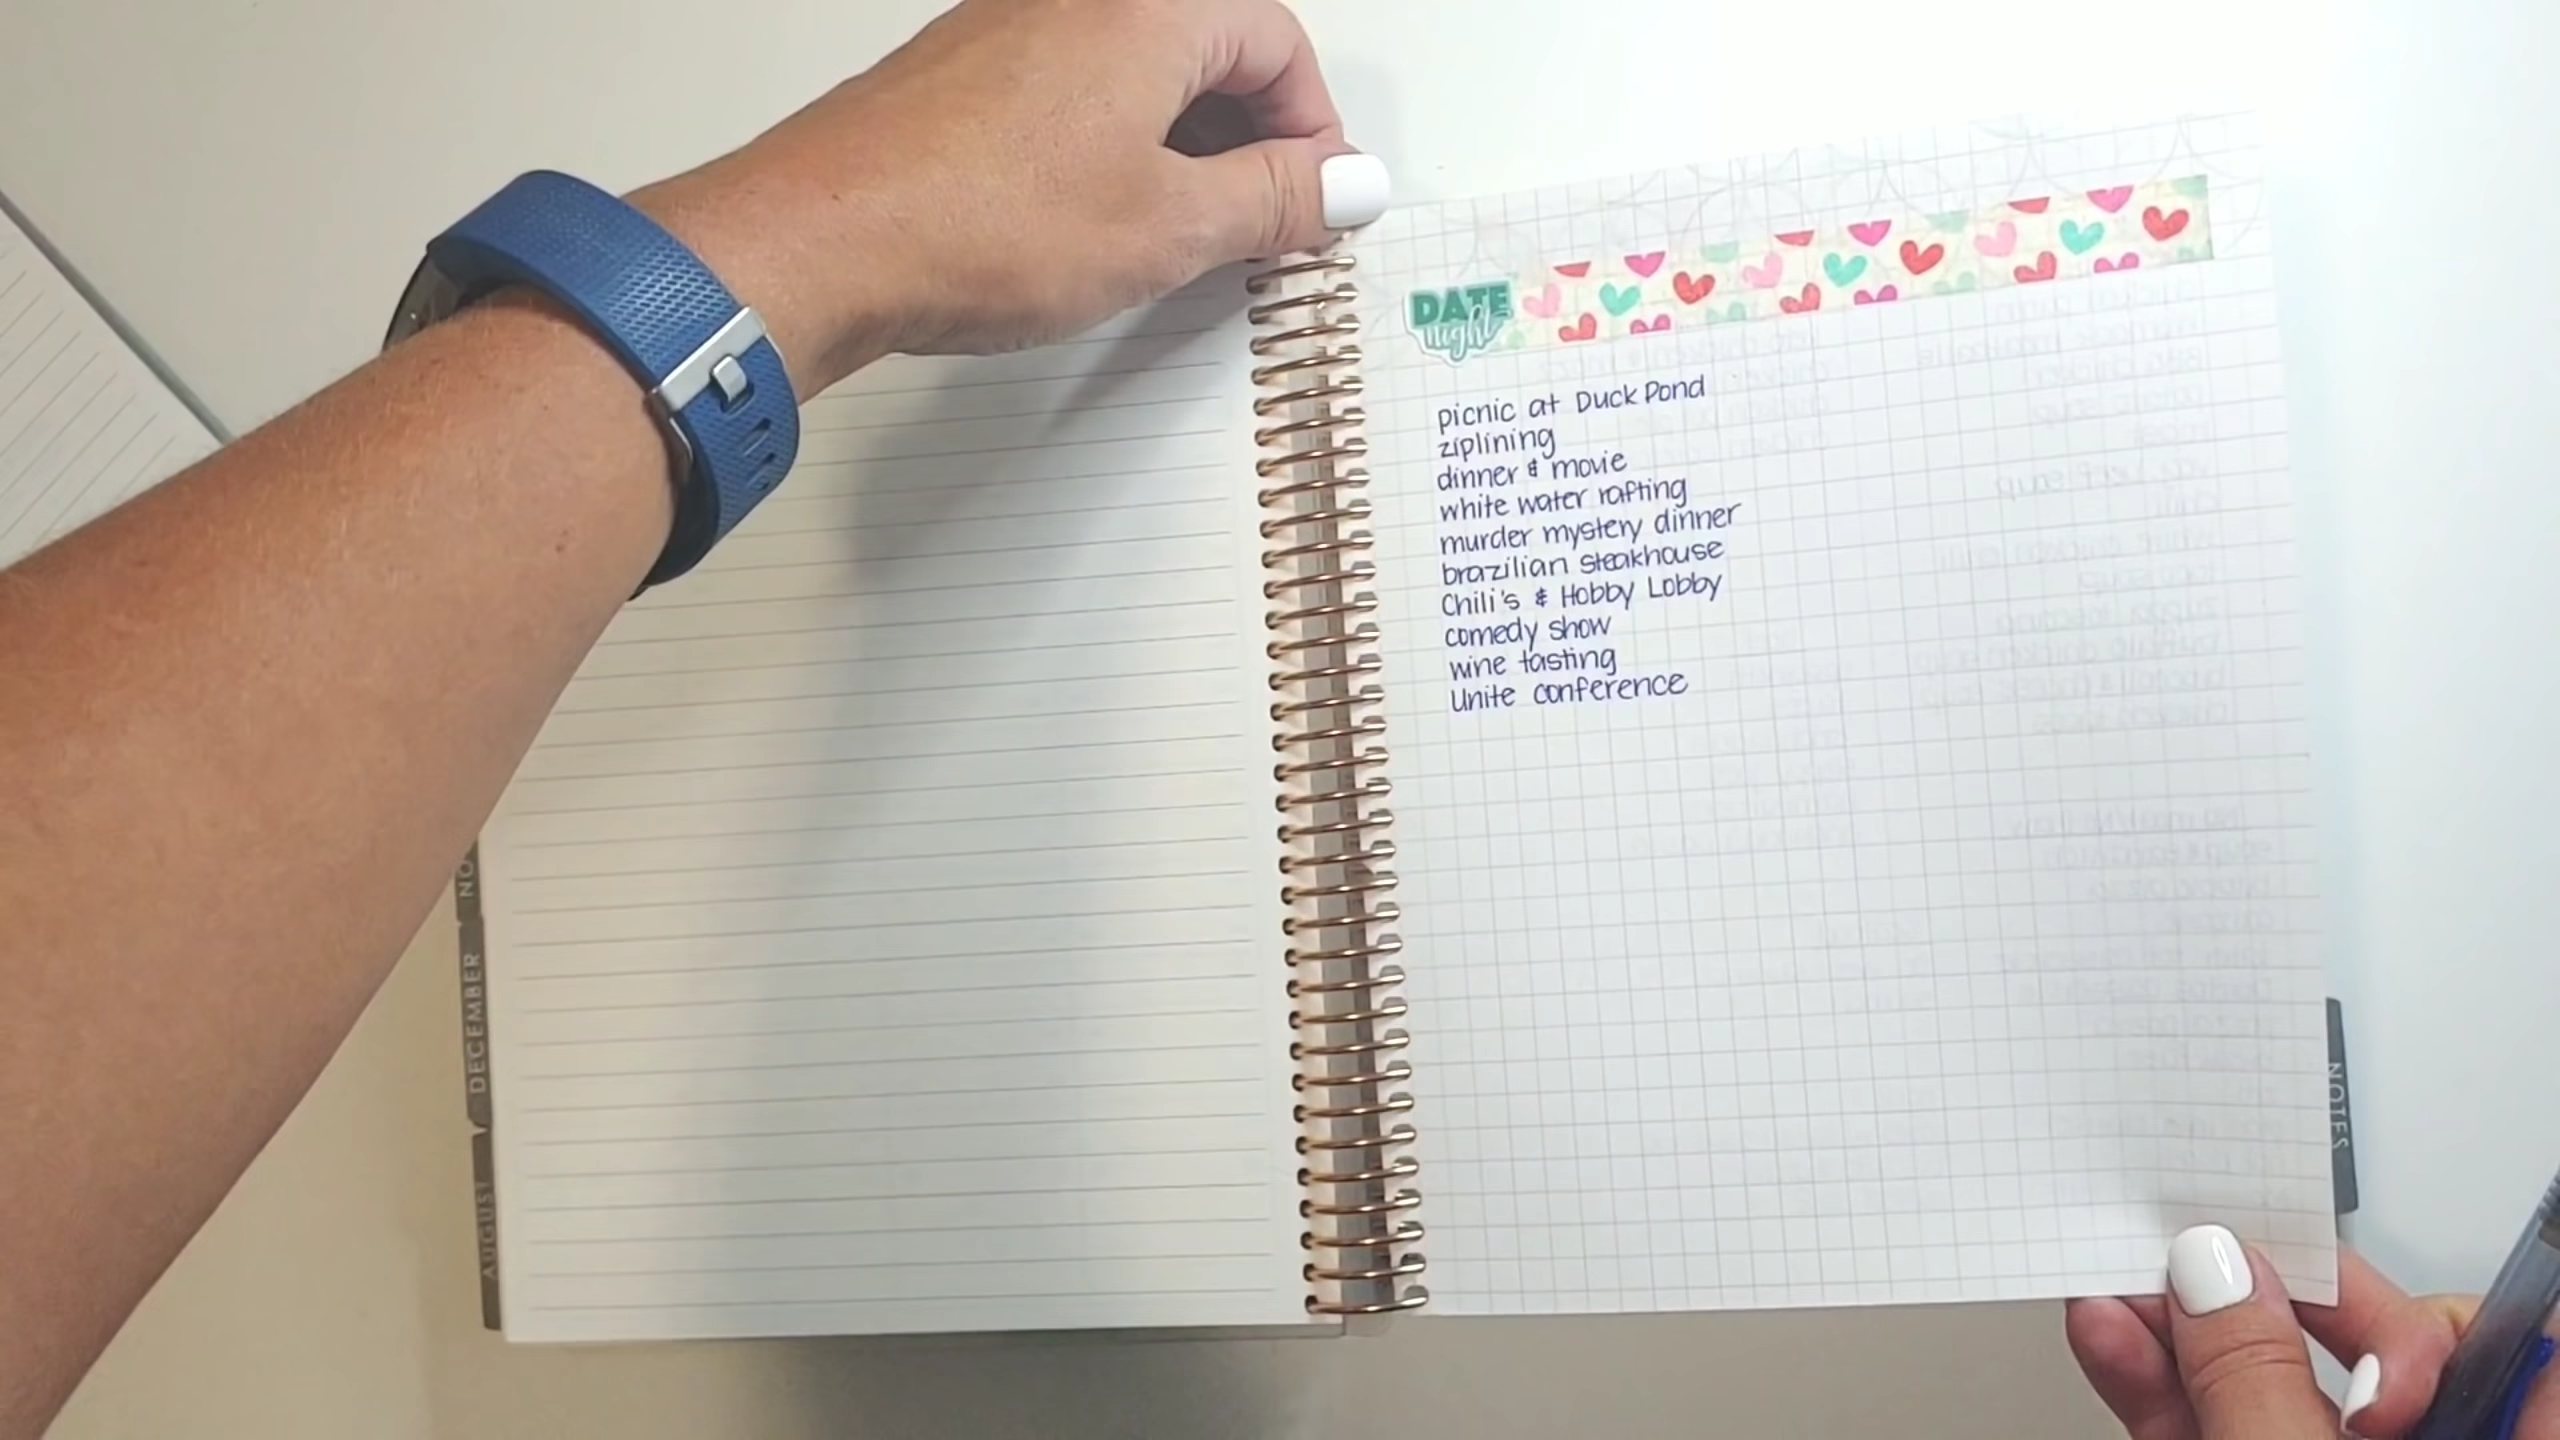 DATE
night
picnic at Duck Pond
ziplining
dinner & movie
white water rafting
murder mystery dinner
brazilian steakhouse
Chili's & Hobby Lobby
comedy show
wine tasting
Unite conference
NO
DECEMBER
AUGUST
NOTES